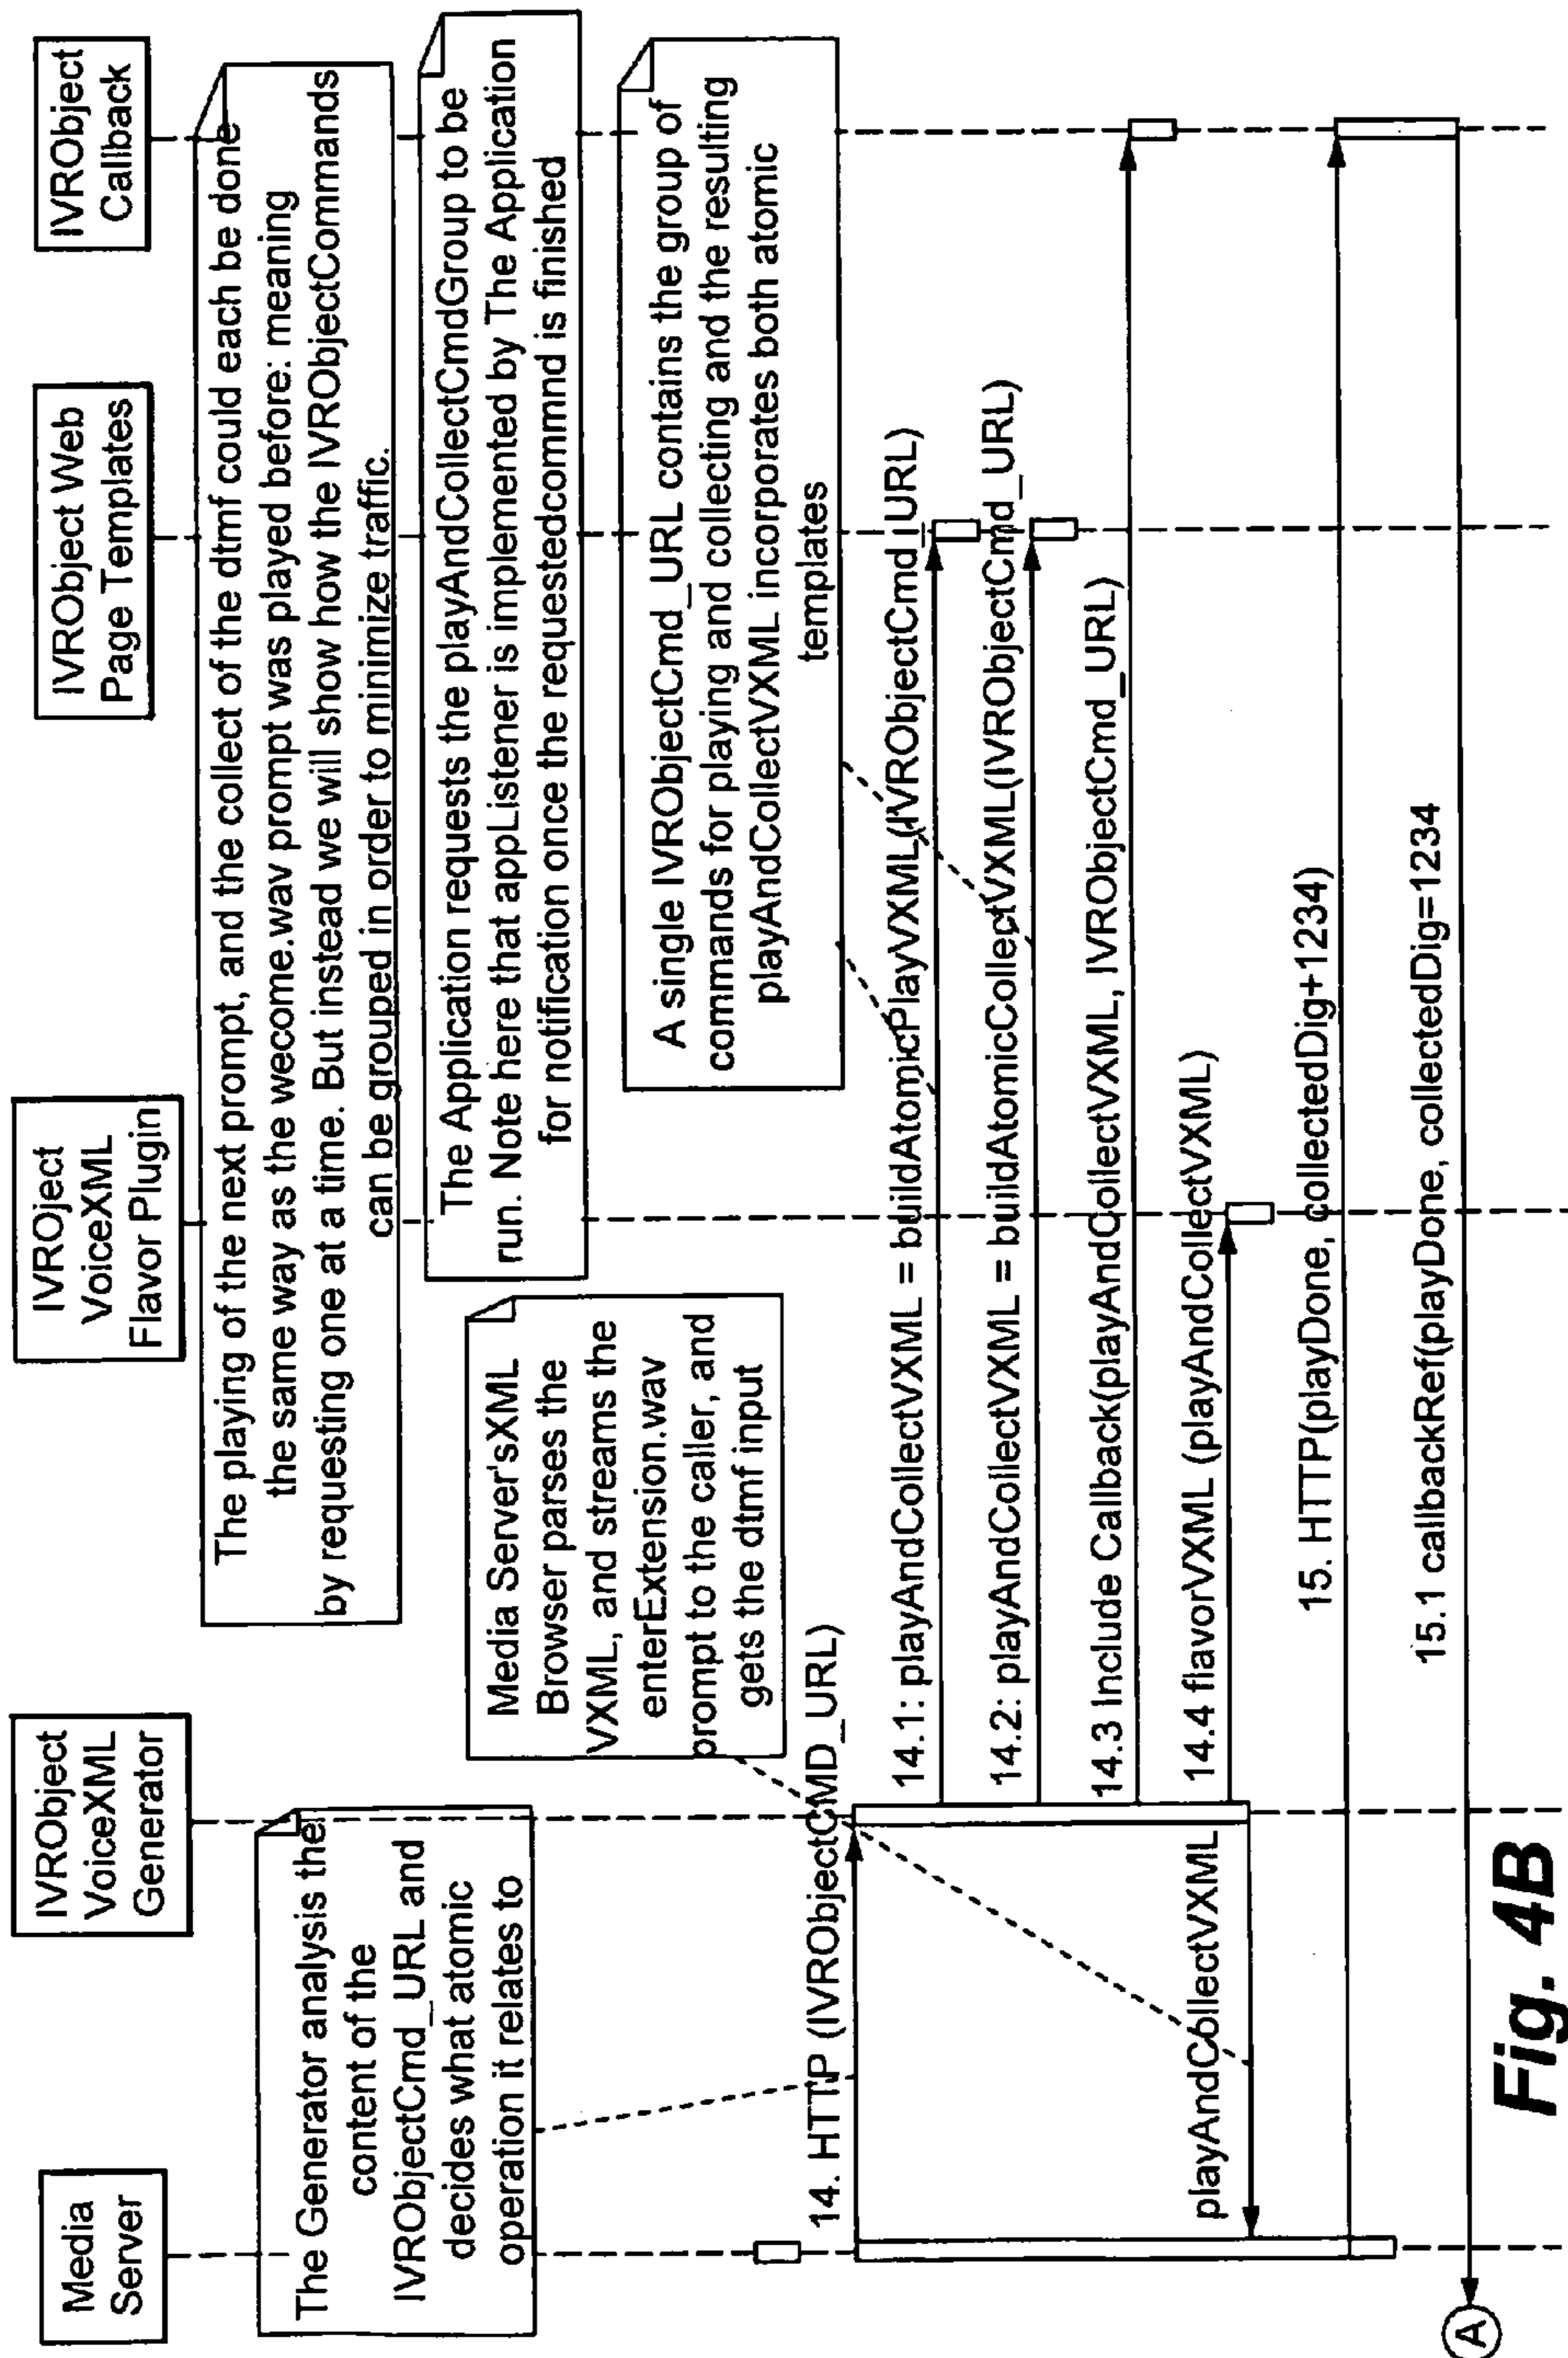 Media
Server
IVRObject
VoiceXML
Generator
IVROject
VoiceXML
Flavor Plugin
IVRObject Web
Page Templates
IVRObject
Callback
The playing of the next prompt, and the collect of the dtmf could each be done
the same way as the wecome.wav prompt was played before: meaning
by requesting one at a time. But instead we will show how the IVRObjectCommands
can be grouped in order to minimize traffic.
The Generator analysis the
content of the
IVRObjectCmd_URL and
decides what atomic
operation it relates to
The Application requests the playAndCollectCmdGroup to be
run. Note here that appListener is implemented by The Application
for notification once the requestedcommnd is finished
Media Server'sXML
Browser parses the
VXML, and streams the
enterExtension.wav
prompt to the caller, and
gets the dtmf input
A single IVRObjectCmd_URL contains the group of
commands for playing and collecting and the resulting
playAndCollectVXML incorporates both atomic
templates
14. HTTP (IVRObjectCMD_URL)
14.1: playAndCollectVXML = buildAtomicPlayVXML(IVRObjectCmd_URL)
14.2: playAndCollectVXML = buildAtomicCollectVXML(IVRObjectCmd_URL)
14.3 Include Callback(playAndCollectVXML, IVRObjectCmd_URL)
14.4 flavorVXML (playAndCollectVXML)
playAndCollectVXML
15. HTTP(playDone, collectedDig+1234)
15.1 callbackRef(playDone, collectedDig=1234
A
Fig. 4B